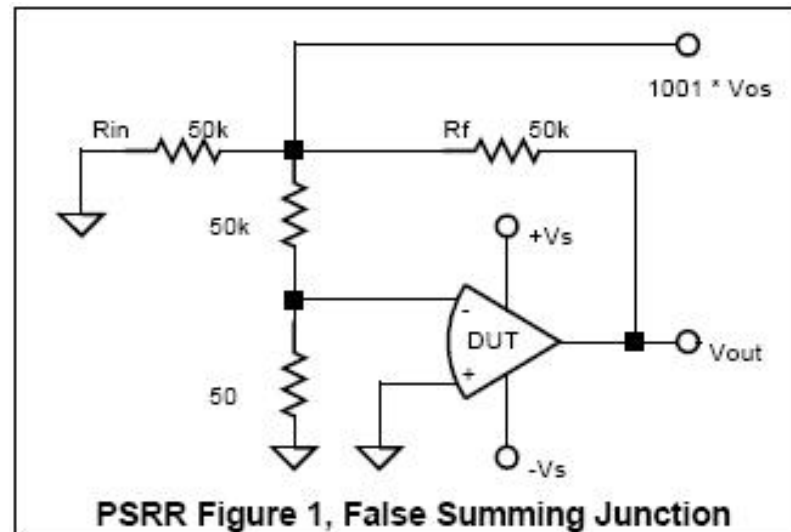 1001 * Vos
Rin 50k Rf 50k
50k
+Vs
-
DUT
+
Vout
50
-Vs
PSRR Figure 1, False Summing Junction